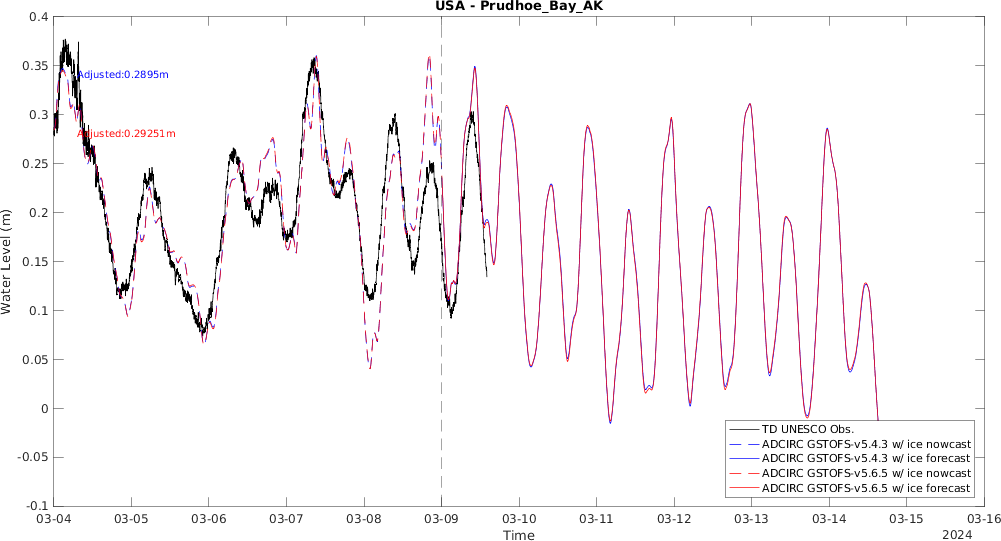 USA - Prudhoe_Bay_AK
0.4
0.35
0.3
0.25
0.2
0.15
0.1
0.05
0
-0.05
-0.1
Water Level (m)
Adjusted:0.2895m
Adjusted:0.29251m
TD UNESCO Obs.
ADCIRC GSTOFS-v5.4.3 w/ ice nowcast
ADCIRC GSTOFS-v5.4.3 w/ ice forecast
ADCIRC GSTOFS-v5.6.5 w/ ice nowcast
ADCIRC GSTOFS-v5.6.5 w/ ice forecast
03-04 03-05 03-06 03-07 03-08 03-09 03-10 03-11 03-12 03-13 03-14 03-15 03-16
Time
2024